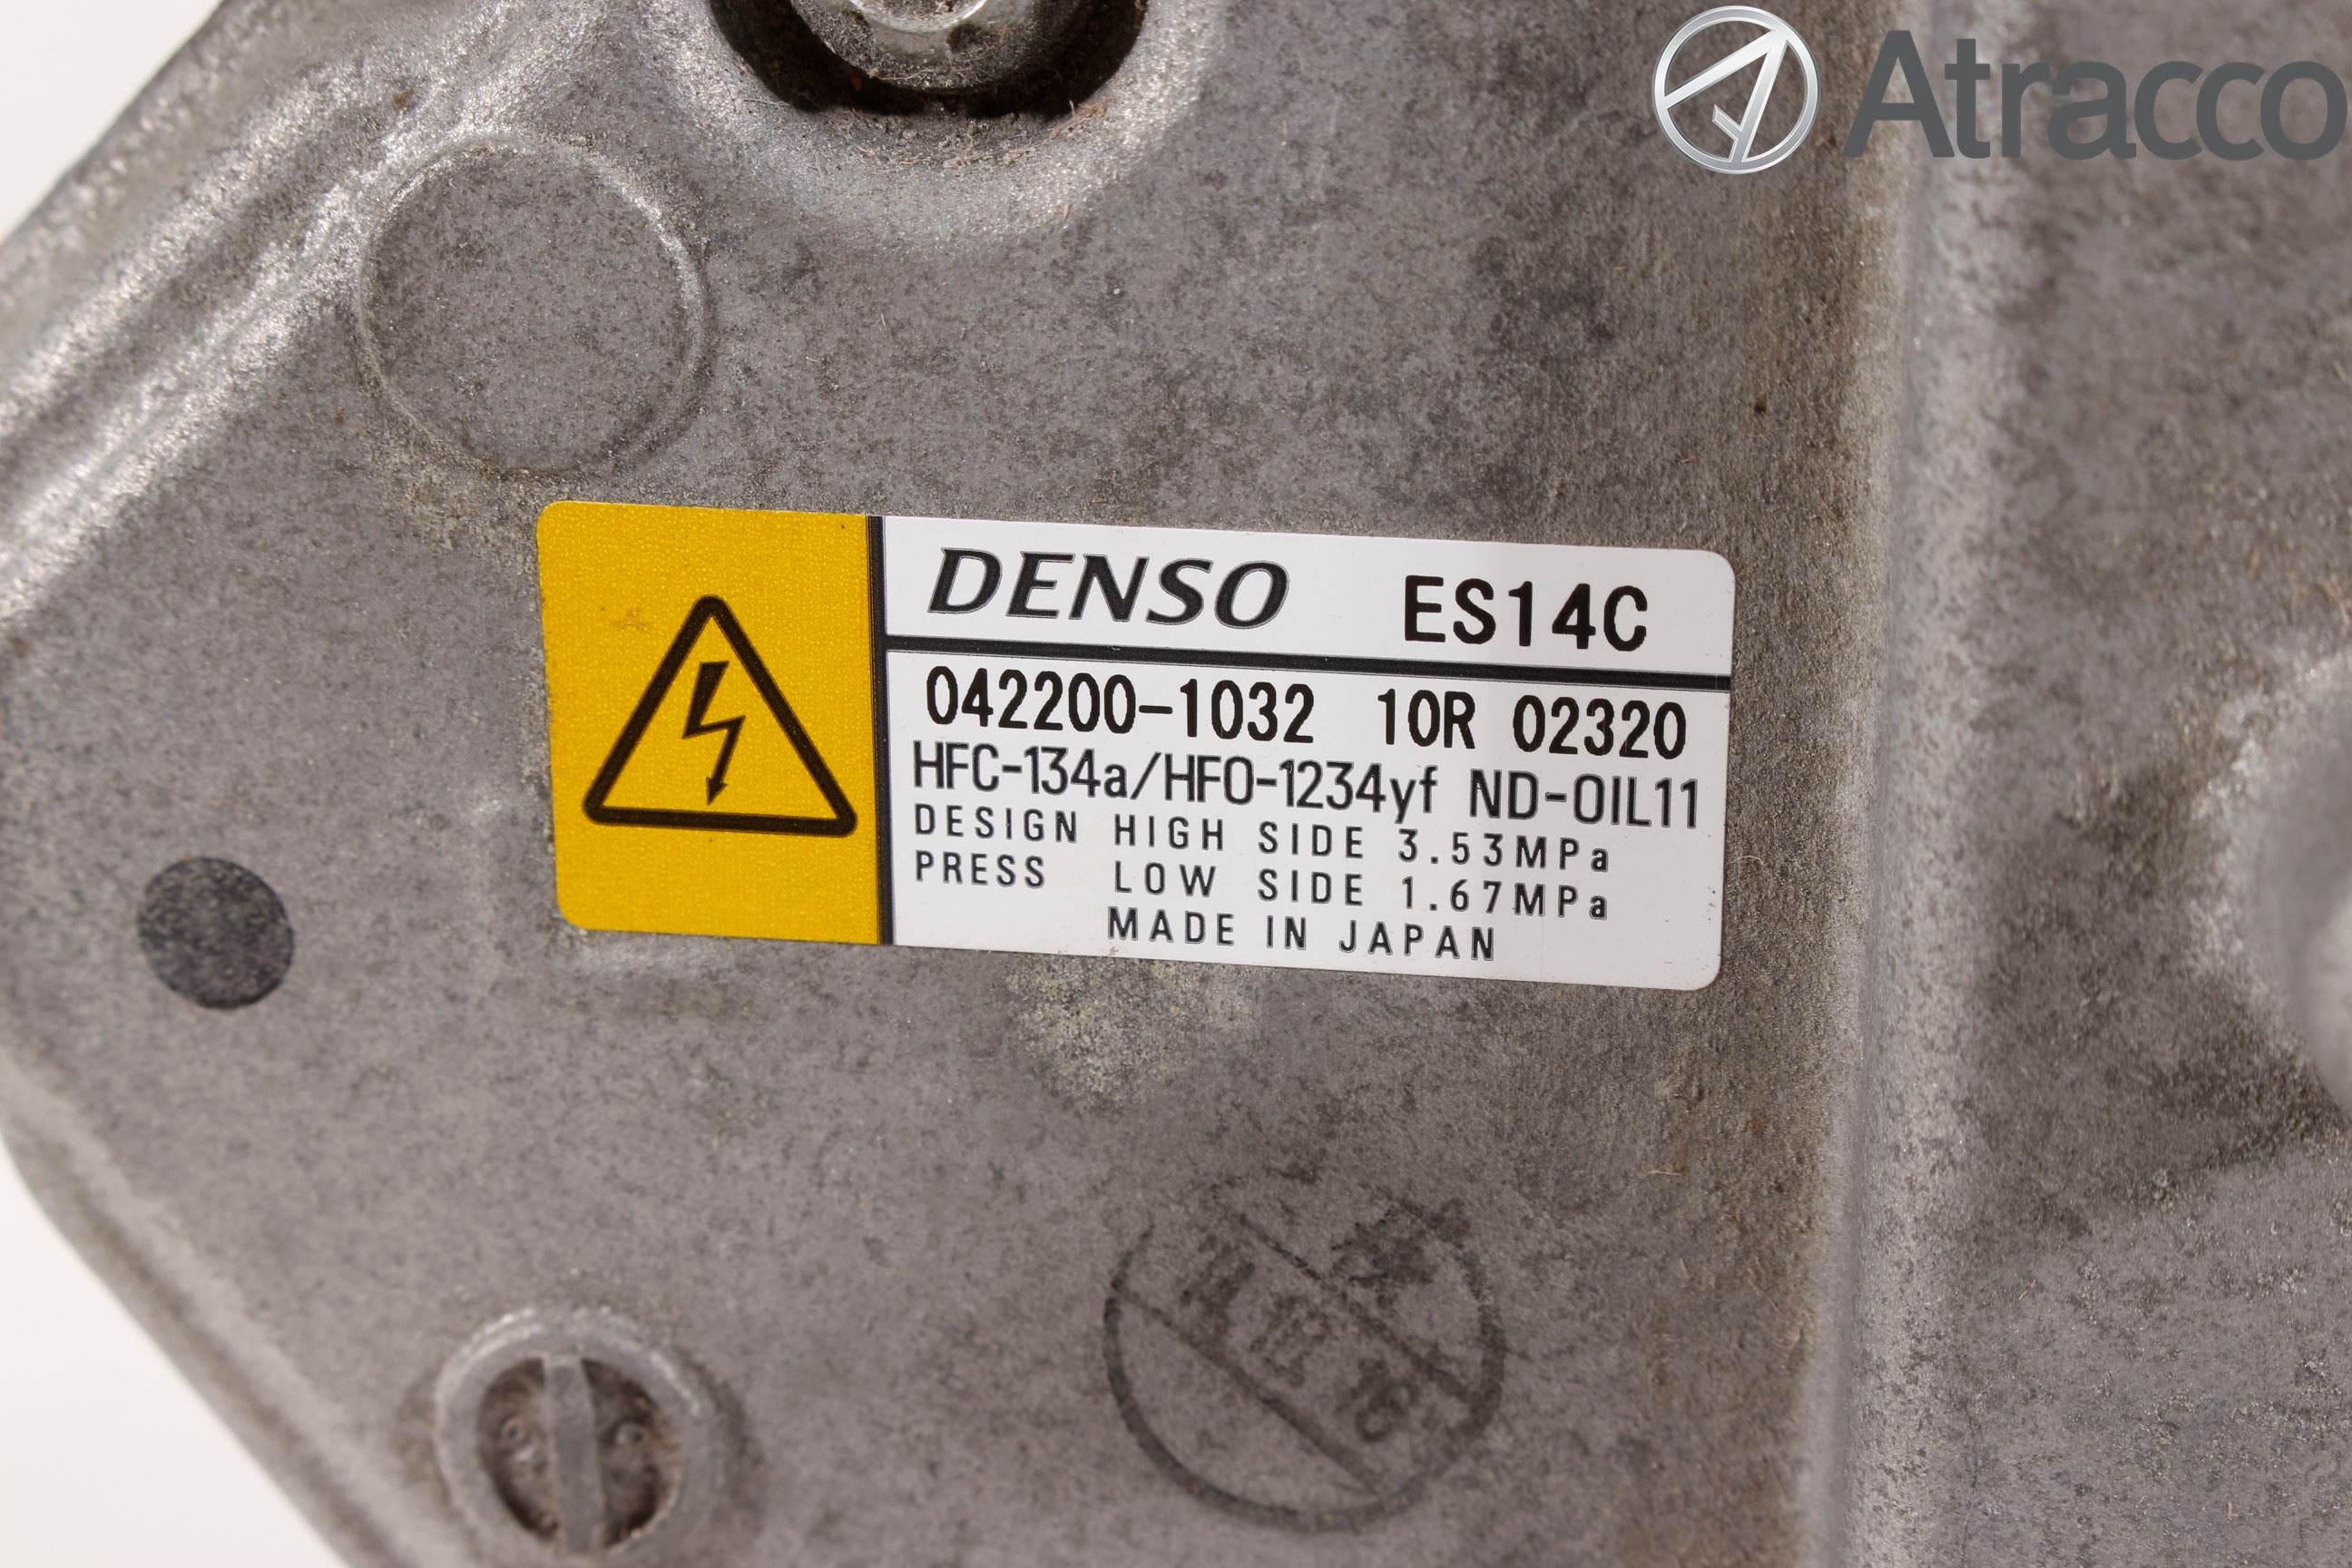 Atracco
DENSO ES14C
042200-1032 10R 02320
HFC-134a/HFO-1234yf ND-OIL11
DESIGN HIGH SIDE 3.53MPa
PRESS LOW SIDE 1.67MPa
MADE IN JAPAN